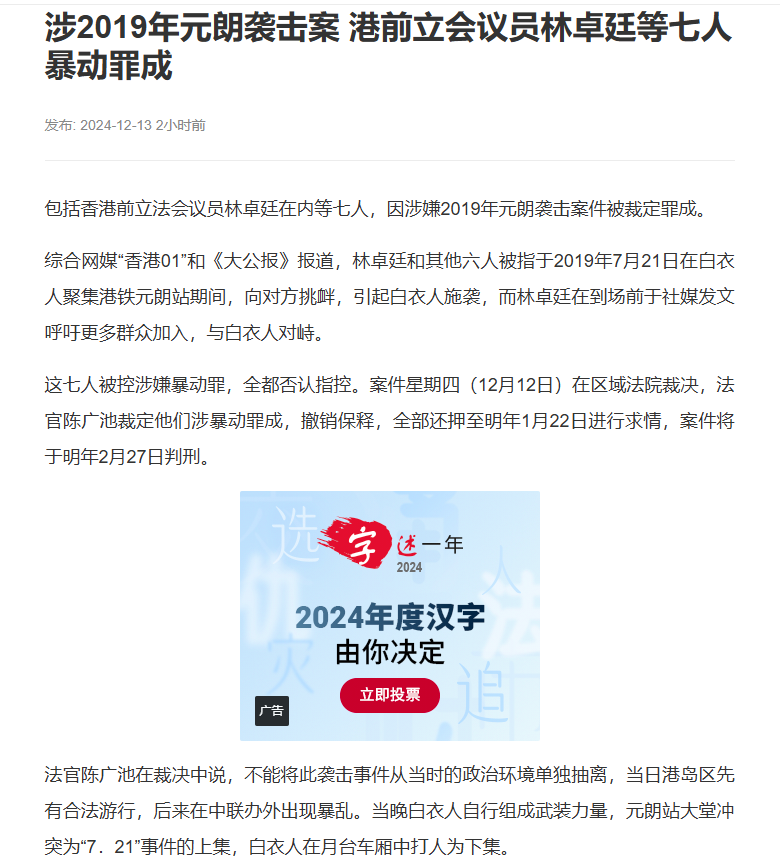 涉2019年元朗袭击案 港前立会议员林卓廷等七人
暴动罪成
发布: 2024-12-13 2小时前
包括香港前立法会议员林卓廷在内等七人，因涉嫌2019年元朗袭击案件被裁定罪成。
综合网媒“香港01”和《大公报》报道，林卓廷和其他六人被指于2019年7月21日在白衣
人聚集港铁元朗站期间，向对方挑衅，引起白衣人施袭，而林卓廷在到场前于社媒发文
呼吁更多群众加入，与白衣人对峙。
这七人被控涉嫌暴动罪，全都否认指控。案件星期四（12月12日）在区域法院裁决，法
官陈广池裁定他们涉暴动罪成，撤销保释，全部还押至明年1月22日进行求情，案件将
于明年2月27日判刑。
人 选
字述一年
2024
仇
人
法
2024年度汉字
由你决定
灾
追
立即投票
广告
法官陈广池在裁决中说，不能将此袭击事件从当时的政治环境单独抽离，当日港岛区先
有合法游行，后来在中联办外出现暴乱。当晚白衣人自行组成武装力量，元朗站大堂冲
突为“7．21”事件的上集，白衣人在月台车厢中打人为下集。